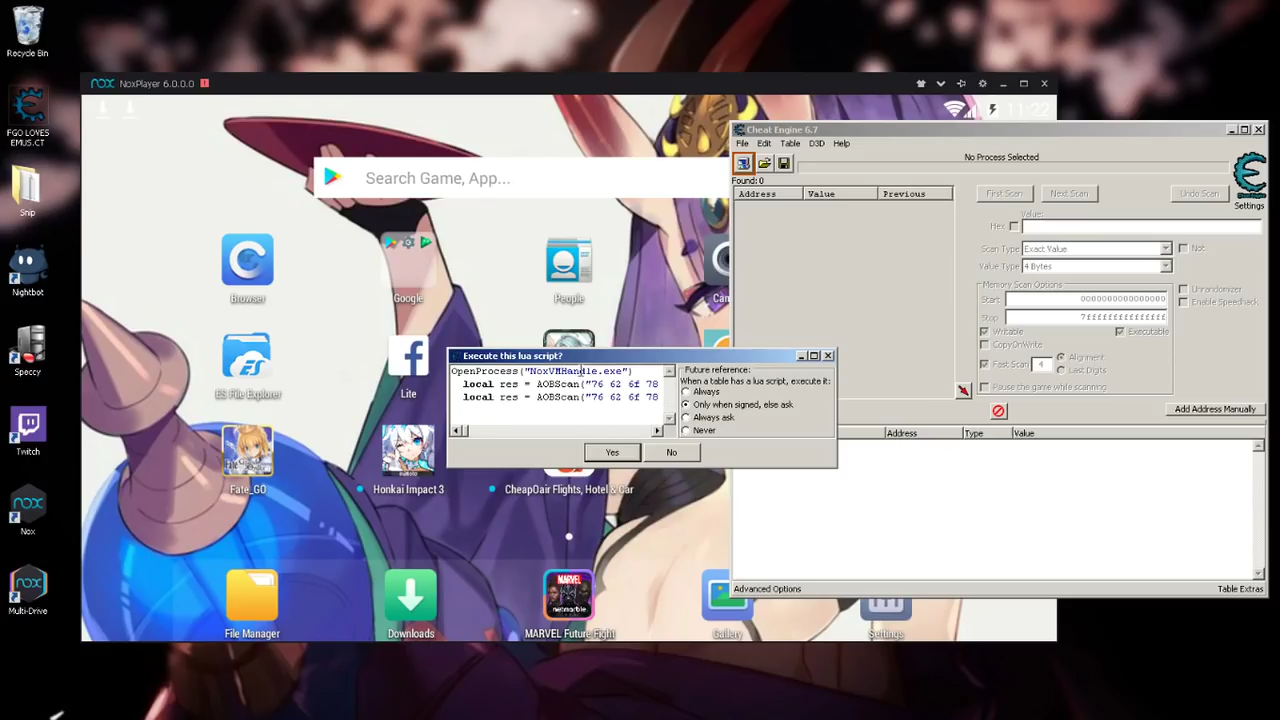 Recycle Bin
FGO LOVES
EMUS.CT
Snip
Nightbot
Speccy
Twitch
Nox
Multi-Drive
nox NoxPlayer 6.0.0.0
11:22
Search Game, App...
Browser
Google
People
ES File Explorer
Lite
Fate_GO
Honkai Impact 3
CheapOair Flights, Hotel & Car
File Manager
Downloads
MARVEL
netmarble
MARVEL Future Fight
Gallery
Settings
Cheat Engine 6.7
File Edit Table D3D Help
No Process Selected
Found: 0
Address Value Previous
First Scan Next Scan Undo Scan
Settings
Value:
Hex
Scan Type Exact Value Not
Value Type 4 Bytes
Memory Scan Options
Start 0000000000000000
Stop 7fffffffffffffff
Writable Executable
CopyOnWrite
Fast Scan 4 Alignment
Last Digits
Pause the game while scanning
Unrandomizer
Enable Speedhack
Add Address Manually
Address Type Value
Advanced Options Table Extras
Execute this lua script?
OpenProcess("NoxVMHandle.exe")
local res = AOBScan("76 62 6f 78
local res = AOBScan("76 62 6f 78
Future reference:
When a table has a lua script, execute it:
Always
Only when signed, else ask
Always ask
Never
Yes No